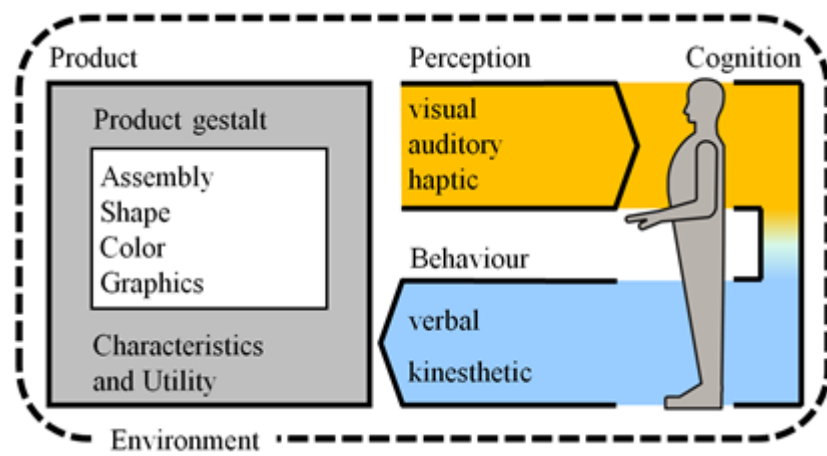 Product
Product gestalt
Assembly
Shape
Color
Graphics
Characteristics
and Utility
Perception
visual
auditory
haptic
Cognition
Behaviour
verbal
kinesthetic
Environment